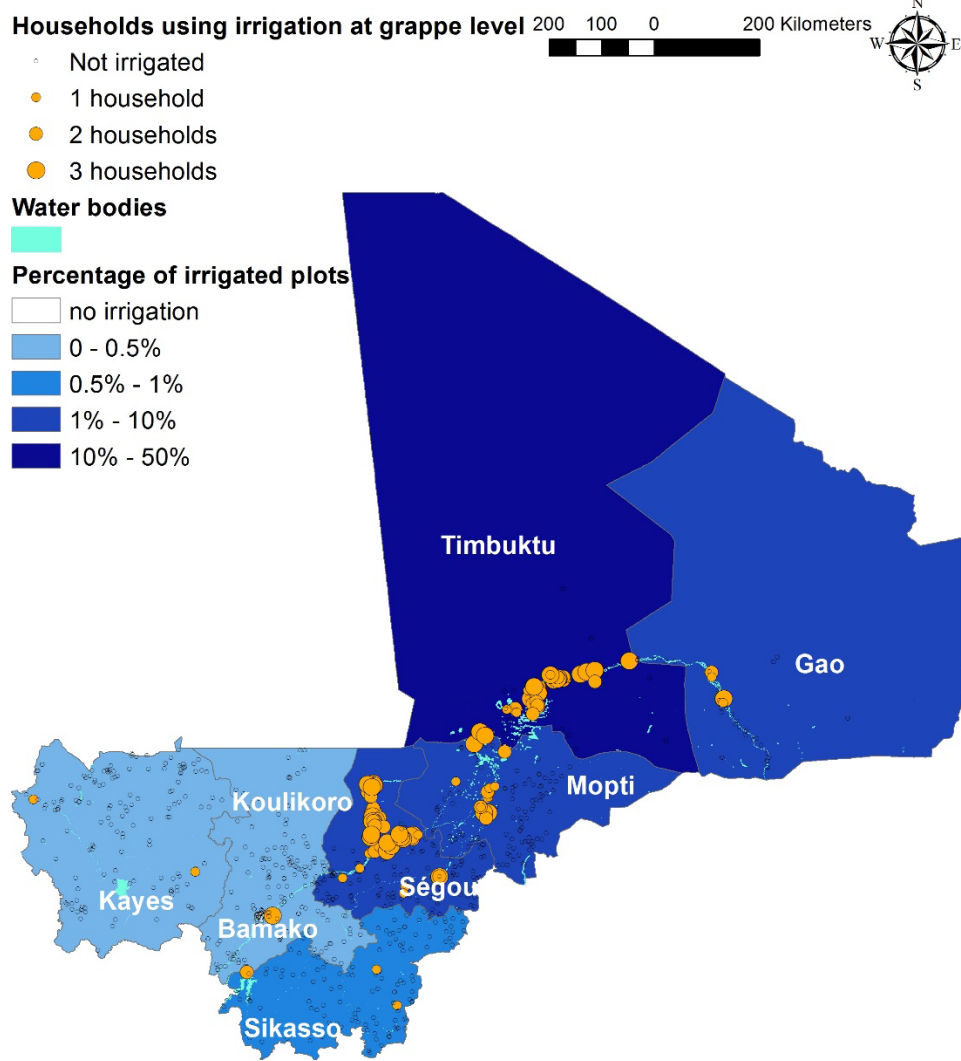 Households using irrigation at grappe level
Not irrigated
1 household
2 households
3 households
Water bodies
Percentage of irrigated plots
no irrigation
0 - 0.5%
0.5% - 1%
1% - 10%
10% - 50%
200 100 0 200 Kilometers
N
W E
S
Timbuktu
Gao
Mopti
Koulikoro
Ségou
Kayes
Bamako
Sikasso